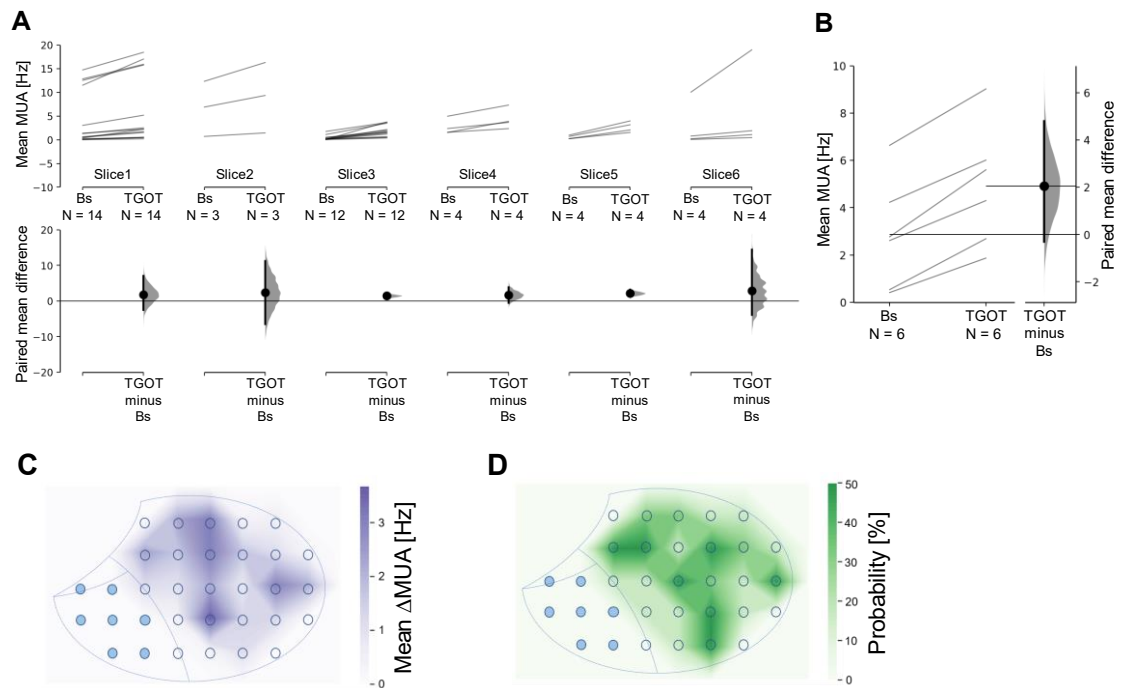 A
B
20
15
10
5
0
−5
−10
Mean MUA [Hz]
Slice1
Slice2
Slice3
Slice4
Slice5
Slice6
Bs TGOT Bs TGOT Bs TGOT Bs TGOT Bs TGOT Bs TGOT
N = 14 N = 14 N = 3 N = 3 N = 12 N = 12 N = 4 N = 4 N = 4 N = 4 N = 4 N = 4
20
10
0
−10
−20
Paired mean difference
TGOT TGOT TGOT TGOT TGOT TGOT
minus minus minus minus minus minus
Bs Bs Bs Bs Bs Bs
10
8
6
4
2
0
Mean MUA [Hz]
6
4
2
0
−2
Paired mean difference
Bs TGOT TGOT
N = 6 N = 6 minus
Bs
C
3
2
1
0
Mean ΔMUA [Hz]
D
50
40
30
20
10
0
Probability [%]